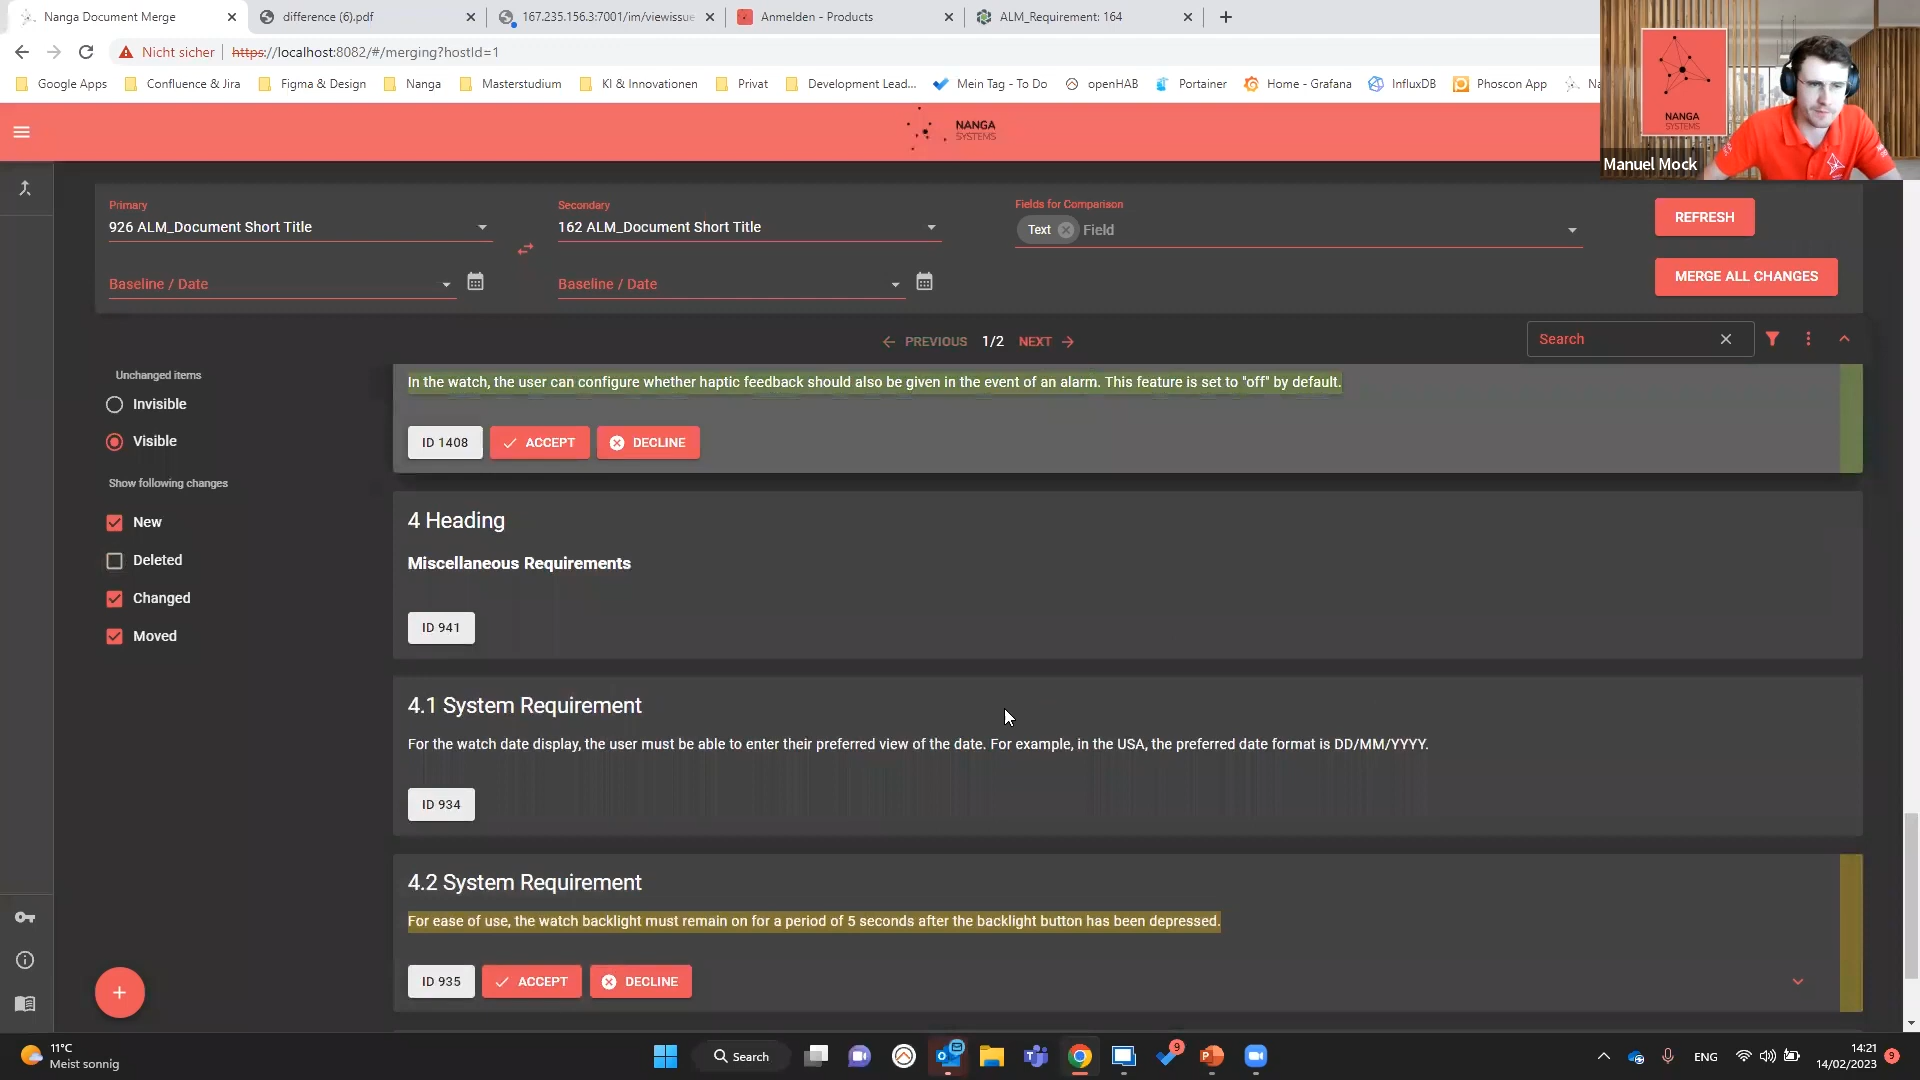 Nanga Document Merge
difference (6).pdf
167.235.156.3:7001/im/viewissue
Anmelden - Products
ALM_Requirement: 164
Nicht sicher
https://localhost:8082/#/merging?hostId=1
Google Apps
Confluence & Jira
Figma & Design
Nanga
Masterstudium
KI & Innovationen
Privat
Development Lead...
Mein Tag - To Do
openHAB
Portainer
Home - Grafana
InfluxDB
Phoscon App
NANGA
SYSTEMS
NANGA
SYSTEMS
Manuel Mock
Primary
926 ALM_Document Short Title
Secondary
162 ALM_Document Short Title
Fields for Comparison
Text
Field
REFRESH
Baseline / Date
Baseline / Date
MERGE ALL CHANGES
PREVIOUS 1/2 NEXT
Search
Unchanged items
Invisible
Visible
Show following changes
New
Deleted
Changed
Moved
In the watch, the user can configure whether haptic feedback should also be given in the event of an alarm. This feature is set to "off" by default.
ID 1408
ACCEPT
DECLINE
4 Heading
Miscellaneous Requirements
ID 941
4.1 System Requirement
For the watch date display, the user must be able to enter their preferred view of the date. For example, in the USA, the preferred date format is DD/MM/YYYY.
ID 934
4.2 System Requirement
For ease of use, the watch backlight must remain on for a period of 5 seconds after the backlight button has been depressed.
ID 935
ACCEPT
DECLINE
11°C
Meist sonnig
Search
9
ENG
14:21
14/02/2023
9